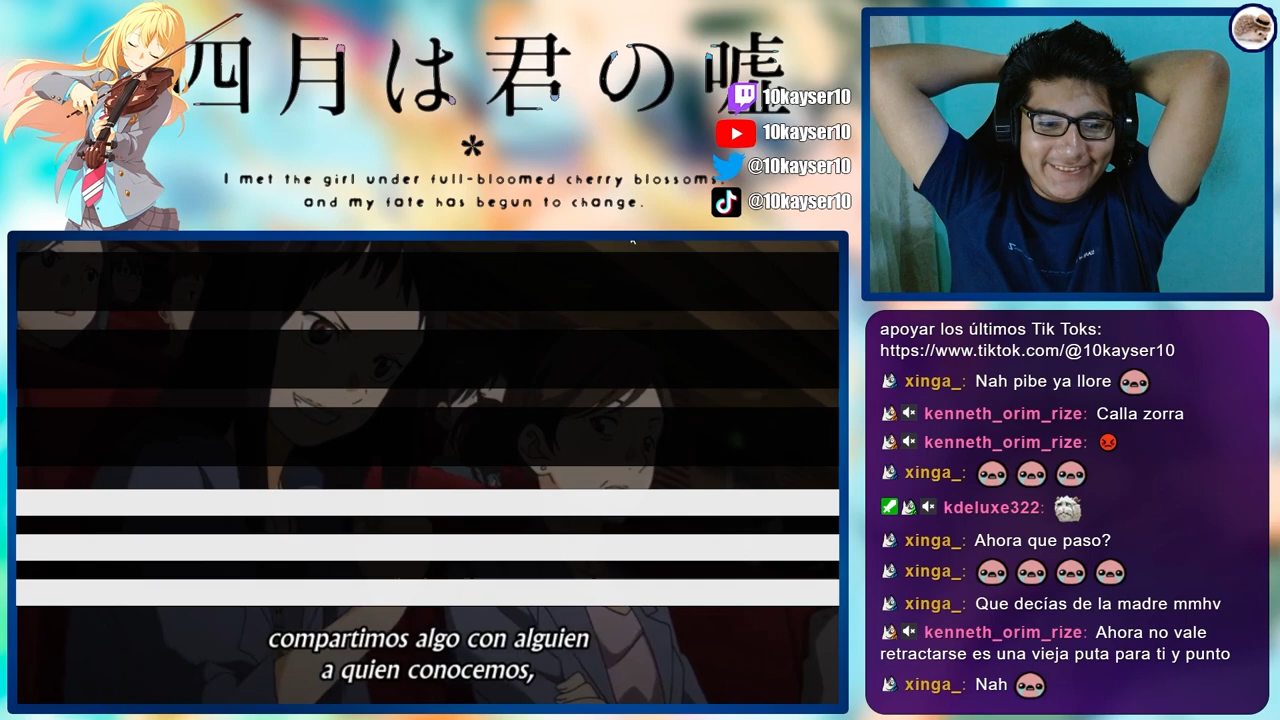 四月は君の嘘
*
I met the girl under full-bloomed cherry blossoms,
and my fate has begun to change.
10kayser10
10kayser10
@10kayser10
@10kayser10
compartimos algo con alguien
a quien conocemos,
apoyar los últimos Tik Toks:
https://www.tiktok.com/@10kayser10
xinga_: Nah pibe ya llore
kenneth_orim_rize: Calla zorra
kenneth_orim_rize:
xinga_:
kdeluxe322:
xinga_: Ahora que paso?
xinga_:
xinga_: Que decías de la madre mmhv
kenneth_orim_rize: Ahora no vale
retractarse es una vieja puta para ti y punto
xinga_: Nah